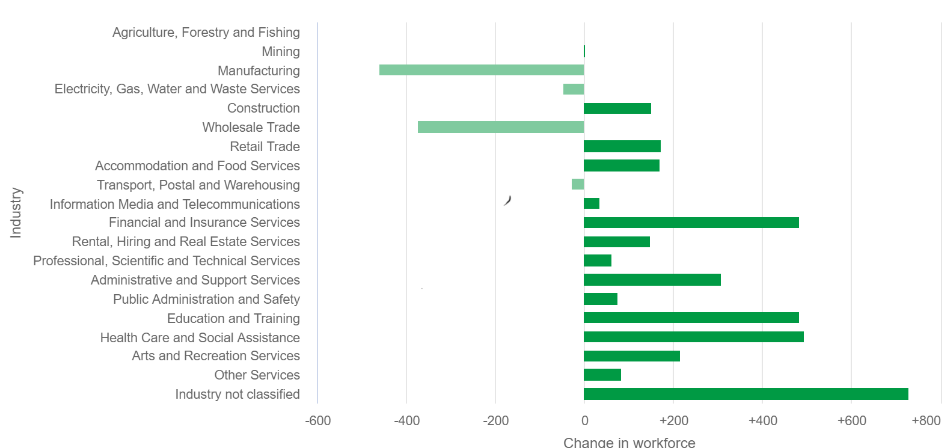 Agriculture, Forestry and Fishing
Mining
Manufacturing
Electricity, Gas, Water and Waste Services
Construction
Wholesale Trade
Retail Trade
Accommodation and Food Services
Transport, Postal and Warehousing
Information Media and Telecommunications
Financial and Insurance Services
Rental, Hiring and Real Estate Services
Professional, Scientific and Technical Services
Administrative and Support Services
Public Administration and Safety
Education and Training
Health Care and Social Assistance
Arts and Recreation Services
Other Services
Industry not classified
Industry
-600 -400 -200 0 +200 +400 +600 +800
Change in workforce